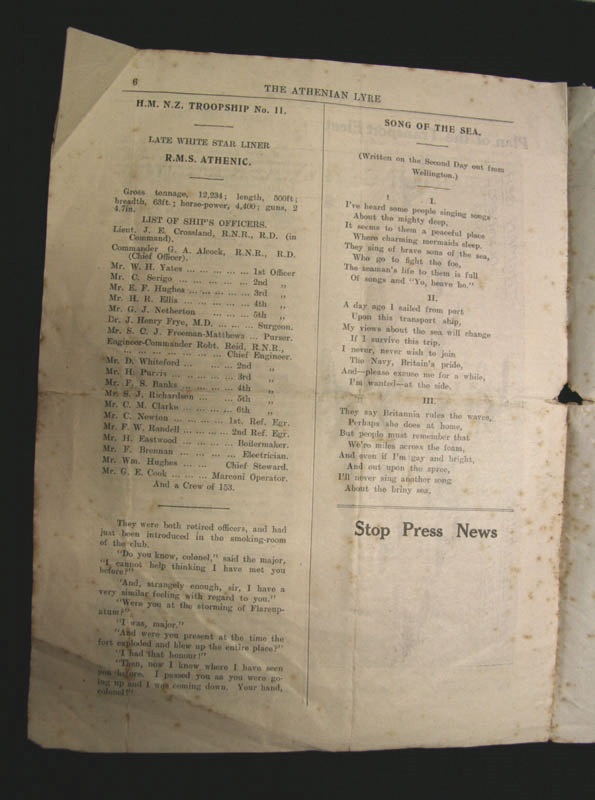 6
THE ATHENIAN LYRE
H.M. N.Z. TROOPSHIP No. 11.
LATE WHITE STAR LINER
R.M.S. ATHENIC.
Gross tonnage, 12,234; length, 500ft;
breadth, 63ft.; horse-power, 4,400; guns, 2
4.7in.
LIST OF SHIP'S OFFICERS.
Lieut. J. E. Crossland, R.N.R., R.D. (in
Command).
Commander G. A. Alcock, R.N.R., R.D.
(Chief Officer).
Mr. W. H. Yates ... ... ... ... ... 1st Officer
Mr. C. Serigo ... ... ... ... ... 2nd „
Mr. E. F. Hughes ... ... ... ... ... 3rd „
Mr. H. R. Ellis ... ... ... ... ... 4th „
Mr. G. J. Netherton ... ... ... ... 5th „
Dr. J. Henry Frye, M.D. ... ... ... Surgeon.
Mr. S. C. J. Freeman-Matthews ... Purser.
Engineer-Commander Robt. Reid, R.N.R.,
... ... ... ... ... ... ... Chief Engineer.
Mr. D. Whiteford ... ... ... 2nd „
Mr. H. Purvis ... ... ... ... 3rd „
Mr. F. S. Banks ... ... ... ... 4th „
Mr. S. J. Richardson ... ... 5th „
Mr. C. M. Clarke ... ... ... ... 6th „
Mr. C. Newton ... ... ... ... 1st. Ref. Egr.
Mr. F. W. Randell ... ... ... 2nd Ref. Egr.
Mr. H. Eastwood ... ... ... Boilermaker.
Mr. F. Brennan ... ... ... ... Electrician.
Mr. Wm. Hughes ... ... Chief Steward.
Mr. G. E. Cook ... ... ... Marconi Operator.
And a Crew of 153.
They were both retired officers, and had
just been introduced in the smoking-room
of the club.
"Do you know, colonel," said the major,
"I cannot help thinking I have met you
before?"
"And, strangely enough, sir, I have a
very similar feeling with regard to you."
"Were you at the storming of Flareup-
atum?"
"I was, major."
"And were you present at the time the
fort exploded and blew up the entire place?"
"I had that honour!"
"Then, now I know where I have seen
you before. I passed you as you were go-
ing up and I was coming down. Your hand,
colonel!"
SONG OF THE SEA.
(Written on the Second Day out from
Wellington.)
I.
I've heard some people singing songs
About the mighty deep,
It seems to them a peaceful place
Where charming mermaids sleep.
They sing of brave sons of the sea,
Who go to fight the foe,
The seaman's life to them is full
Of songs and "Yo, heave ho."
II.
A day ago I sailed from port
Upon this transport ship,
My views about the sea will change
If I survive this trip.
I never, never wish to join
The Navy, Britain's pride,
And—please excuse me for a while,
I'm wanted—at the side.
III.
They say Britannia rules the waves,
Perhaps she does at home,
But people must remember that
We're miles across the foam,
And even if I'm gay and bright,
And out upon the spree,
I'll never sing another song
About the briny sea.
Stop Press News